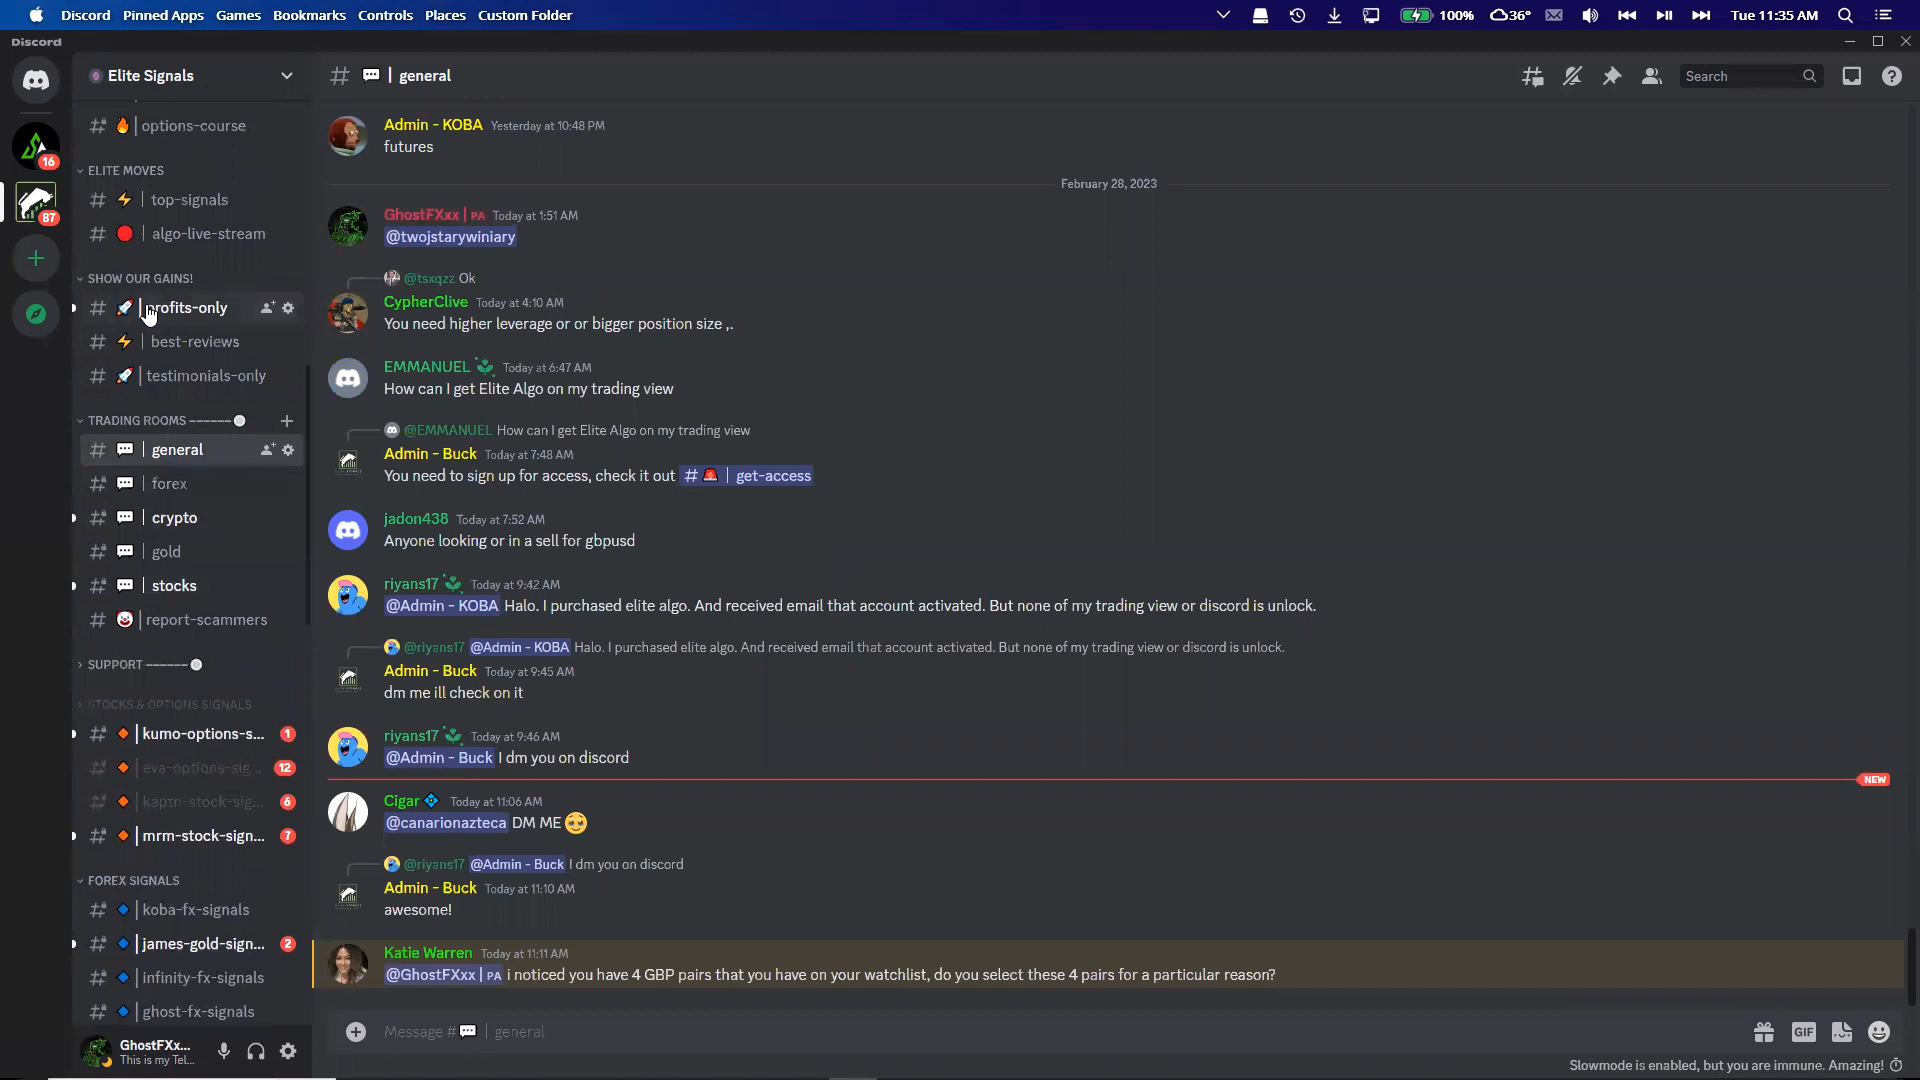 Discord Pinned Apps Games Bookmarks Controls Places Custom Folder
100% 36° Tue 11:35 AM
Discord
Elite Signals
general
Search
16
87
options-course
ELITE MOVES
top-signals
algo-live-stream
SHOW OUR GAINS!
profits-only
best-reviews
testimonials-only
TRADING ROOMS
general
forex
crypto
gold
stocks
report-scammers
SUPPORT
STOCKS & OPTIONS SIGNALS
kumo-options-s... 1
eva-options-sig... 12
kaptn-stock-sig... 6
mrm-stock-sign... 7
FOREX SIGNALS
koba-fx-signals
james-gold-sign... 2
infinity-fx-signals
ghost-fx-signals
GhostFXx...
This is my Tel...
Admin - KOBA Yesterday at 10:48 PM
futures
February 28, 2023
GhostFXxx | PA Today at 1:51 AM
@twojstarywiniary
@tsxqzz Ok
CypherClive Today at 4:10 AM
You need higher leverage or or bigger position size ,.
EMMANUEL Today at 6:47 AM
How can I get Elite Algo on my trading view
@EMMANUEL How can I get Elite Algo on my trading view
Admin - Buck Today at 7:48 AM
You need to sign up for access, check it out # | get-access
jadon438 Today at 7:52 AM
Anyone looking or in a sell for gbpusd
riyans17 Today at 9:42 AM
@Admin - KOBA Halo. I purchased elite algo. And received email that account activated. But none of my trading view or discord is unlock.
@riyans17 @Admin - KOBA Halo. I purchased elite algo. And received email that account activated. But none of my trading view or discord is unlock.
Admin - Buck Today at 9:45 AM
dm me ill check on it
riyans17 Today at 9:46 AM
@Admin - Buck I dm you on discord
NEW
Cigar Today at 11:06 AM
@canarionazteca DM ME
@riyans17 @Admin - Buck I dm you on discord
Admin - Buck Today at 11:10 AM
awesome!
Katie Warren Today at 11:11 AM
@GhostFXxx | PA i noticed you have 4 GBP pairs that you have on your watchlist, do you select these 4 pairs for a particular reason?
Message # | general
GIF
Slowmode is enabled, but you are immune. Amazing!